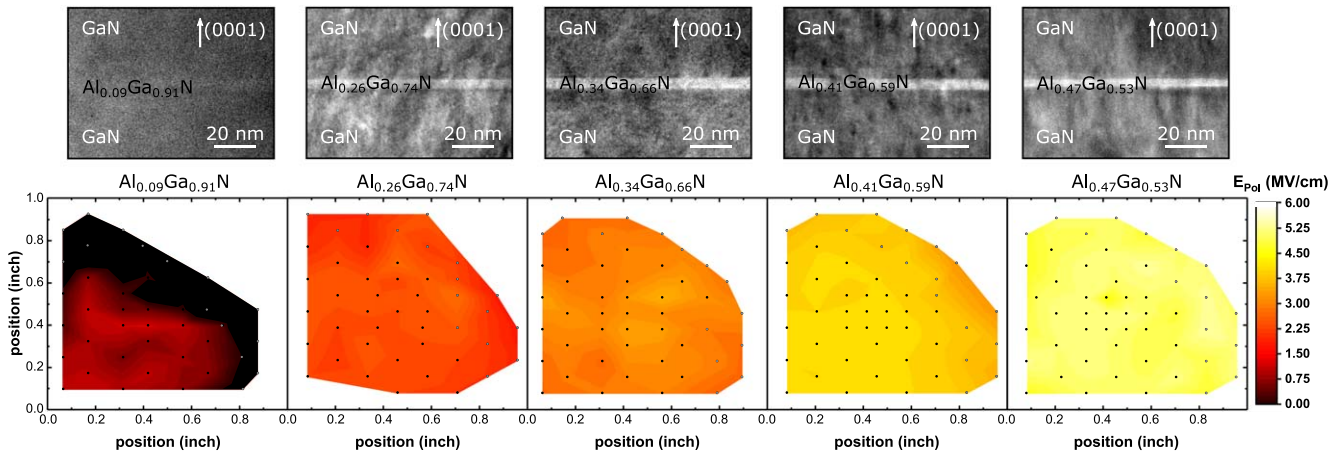 GaN (0001) GaN (0001) GaN (0001) GaN (0001) GaN (0001)
Al0.09Ga0.91N Al0.26Ga0.74N Al0.34Ga0.66N Al0.41Ga0.59N Al0.47Ga0.53N
GaN 20 nm GaN 20 nm GaN 20 nm GaN 20 nm GaN 20 nm
Al0.09Ga0.91N Al0.26Ga0.74N Al0.34Ga0.66N Al0.41Ga0.59N Al0.47Ga0.53N EPol (MV/cm)
1.0 6.00
0.8 5.25
4.50
0.6 3.75
3.00
0.4 2.25
1.50
0.2 0.75
0.0 0.00
position (inch)
0.0 0.2 0.4 0.6 0.8 0.0 0.2 0.4 0.6 0.8 0.0 0.2 0.4 0.6 0.8 0.0 0.2 0.4 0.6 0.8 0.0 0.2 0.4 0.6 0.8
position (inch) position (inch) position (inch) position (inch) position (inch)